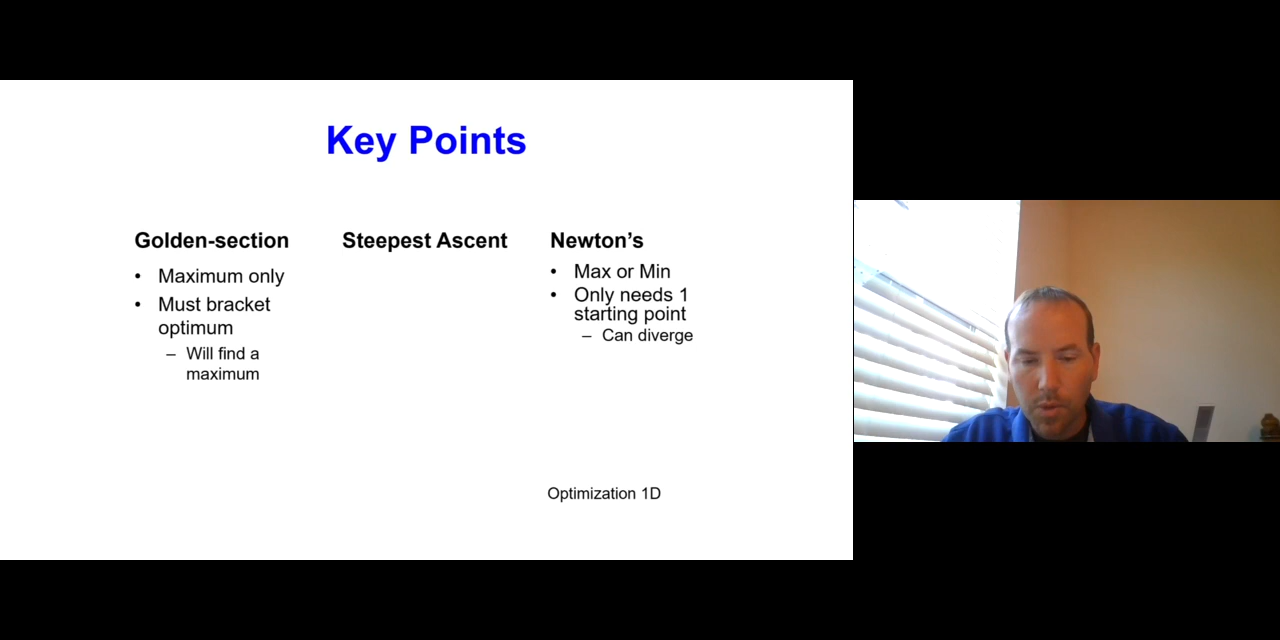 Key Points
Golden-section
• Maximum only
• Must bracket
optimum
– Will find a
maximum
Steepest Ascent
Newton’s
• Max or Min
• Only needs 1
starting point
– Can diverge
Optimization 1D